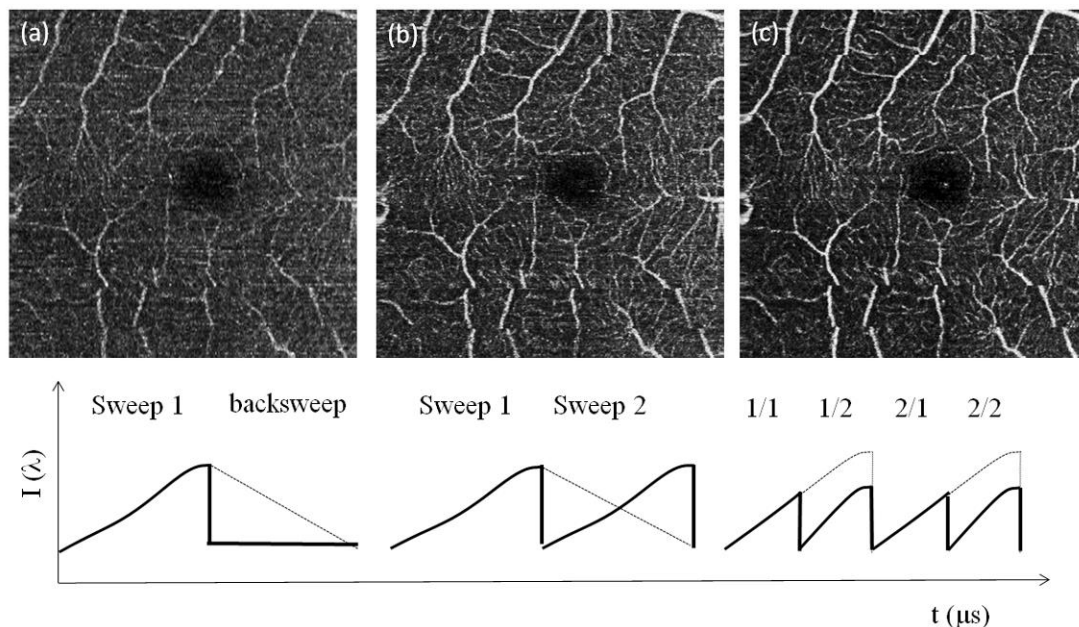 (a) (b) (c)
Sweep 1 backsweep Sweep 1 Sweep 2 1/1 1/2 2/1 2/2
I (λ)
t (μs)